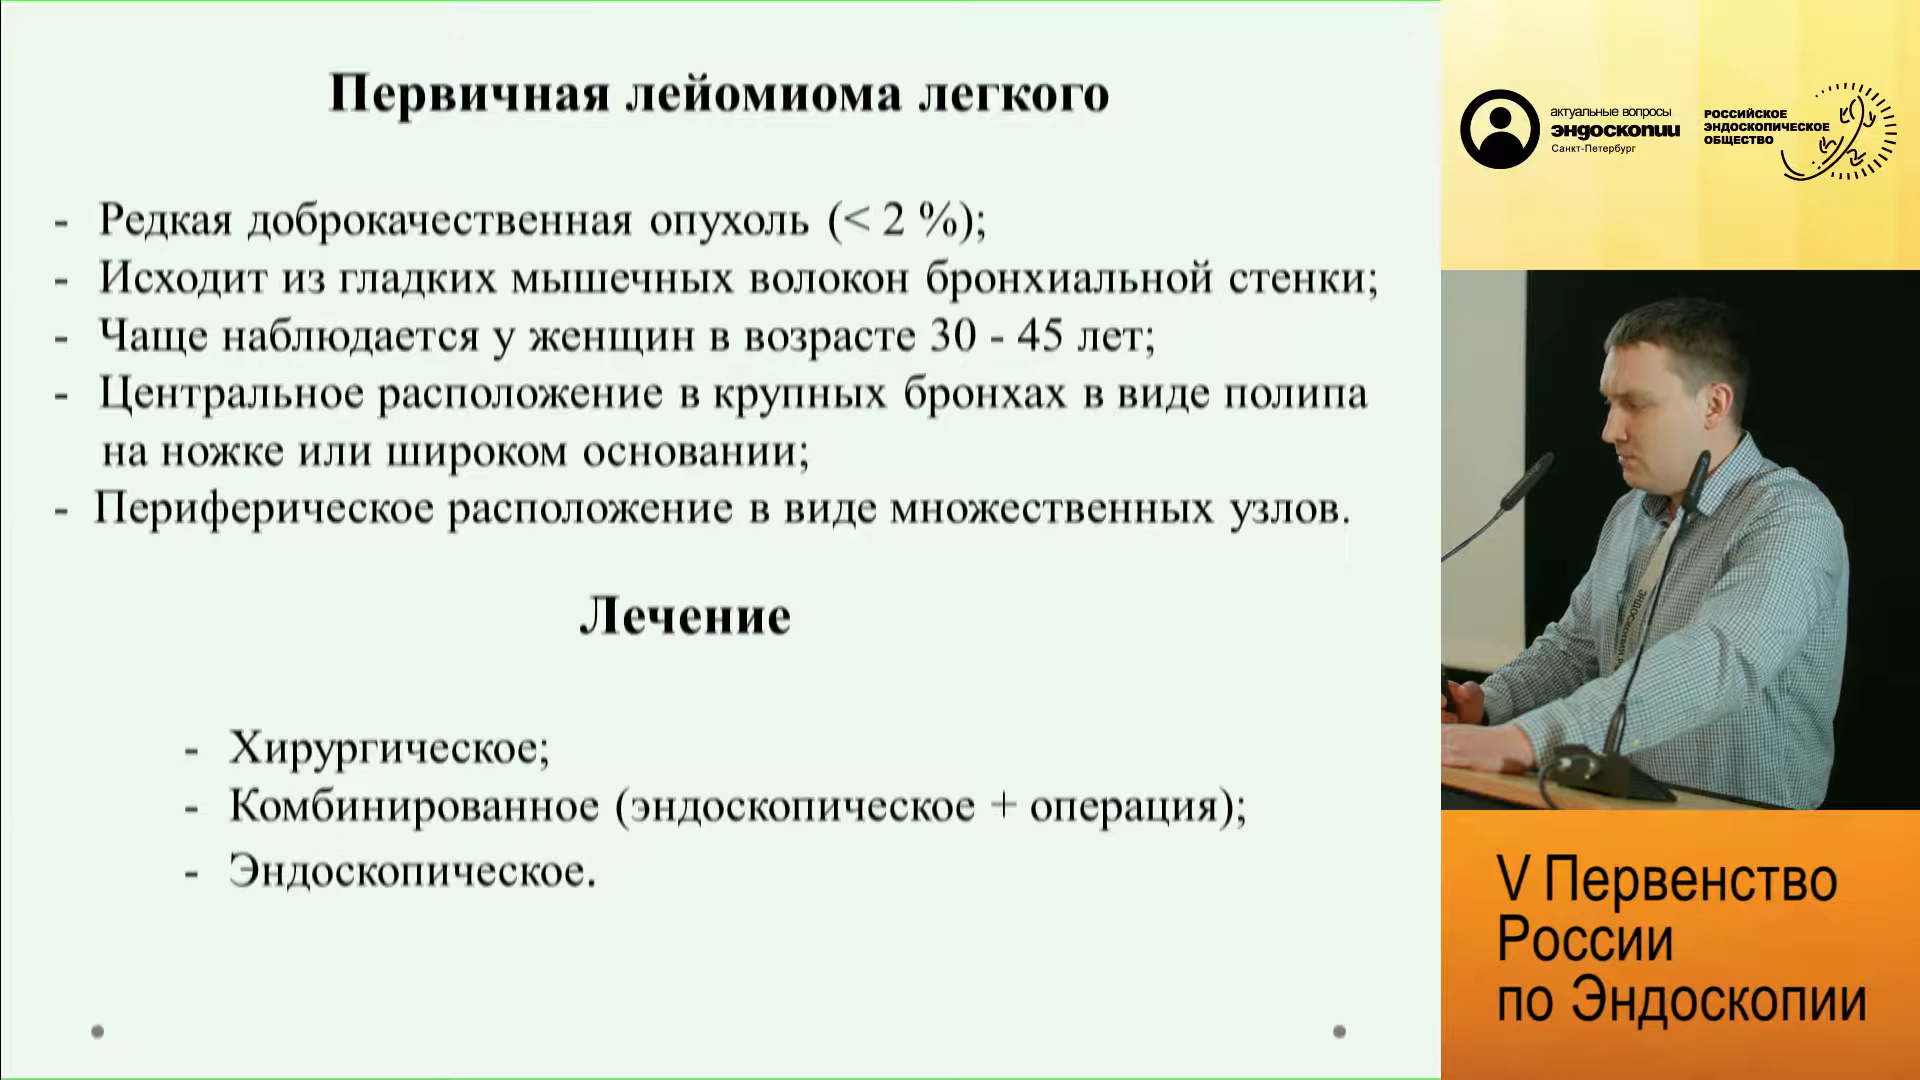 Первичная лейомиома легкого
- Редкая доброкачественная опухоль (< 2 %);
- Исходит из гладких мышечных волокон бронхиальной стенки;
- Чаще наблюдается у женщин в возрасте 30 - 45 лет;
- Центральное расположение в крупных бронхах в виде полипа
на ножке или широком основании;
- Периферическое расположение в виде множественных узлов.
Лечение
- Хирургическое;
- Комбинированное (эндоскопическое + операция);
- Эндоскопическое.
актуальные вопросы
эндоскопии
Санкт-Петербург
РОССИЙСКОЕ
ЭНДОСКОПИЧЕСКОЕ
ОБЩЕСТВО
V Первенство
России
по Эндоскопии